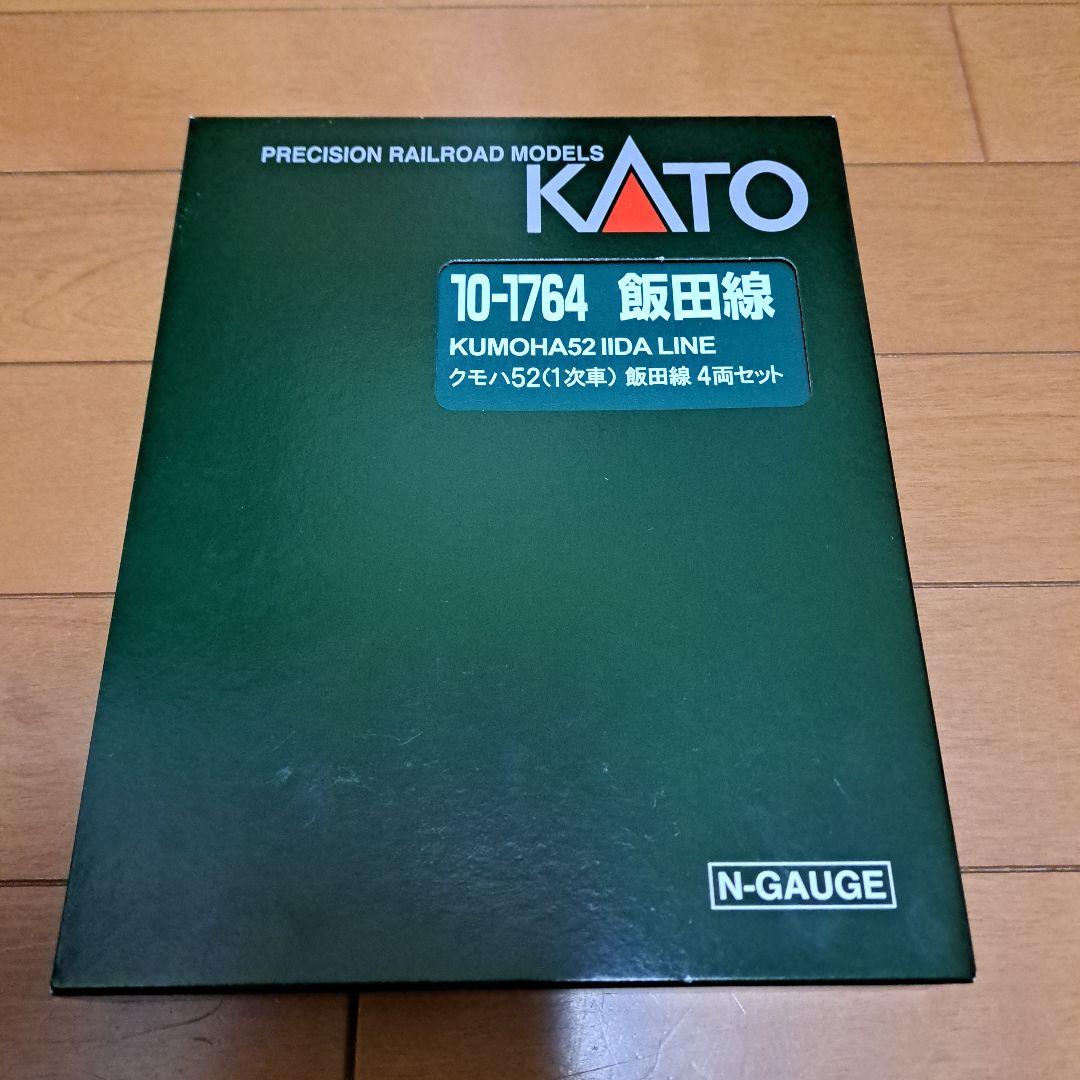 PRECISION RAILROAD MODELS
KATO
10-1764 飯田線
KUMOHA52 IIDA LINE
クモハ52(1次車) 飯田線 4両セット
N-GAUGE